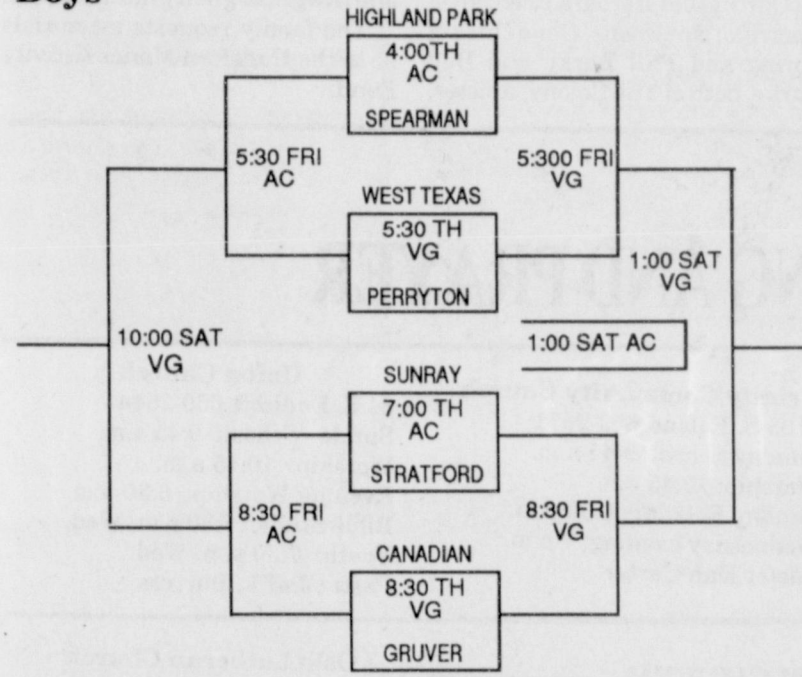 Boys
HIGHLAND PARK
4:00TH
AC
SPEARMAN
5:30 FRI
AC
5:300 FRI
VG
WEST TEXAS
5:30 TH
VG
PERRYTON
1:00 SAT
VG
10:00 SAT
VG
1:00 SAT AC
SUNRAY
7:00 TH
AC
STRATFORD
8:30 FRI
AC
8:30 FRI
VG
CANADIAN
8:30 TH
VG
GRUVER